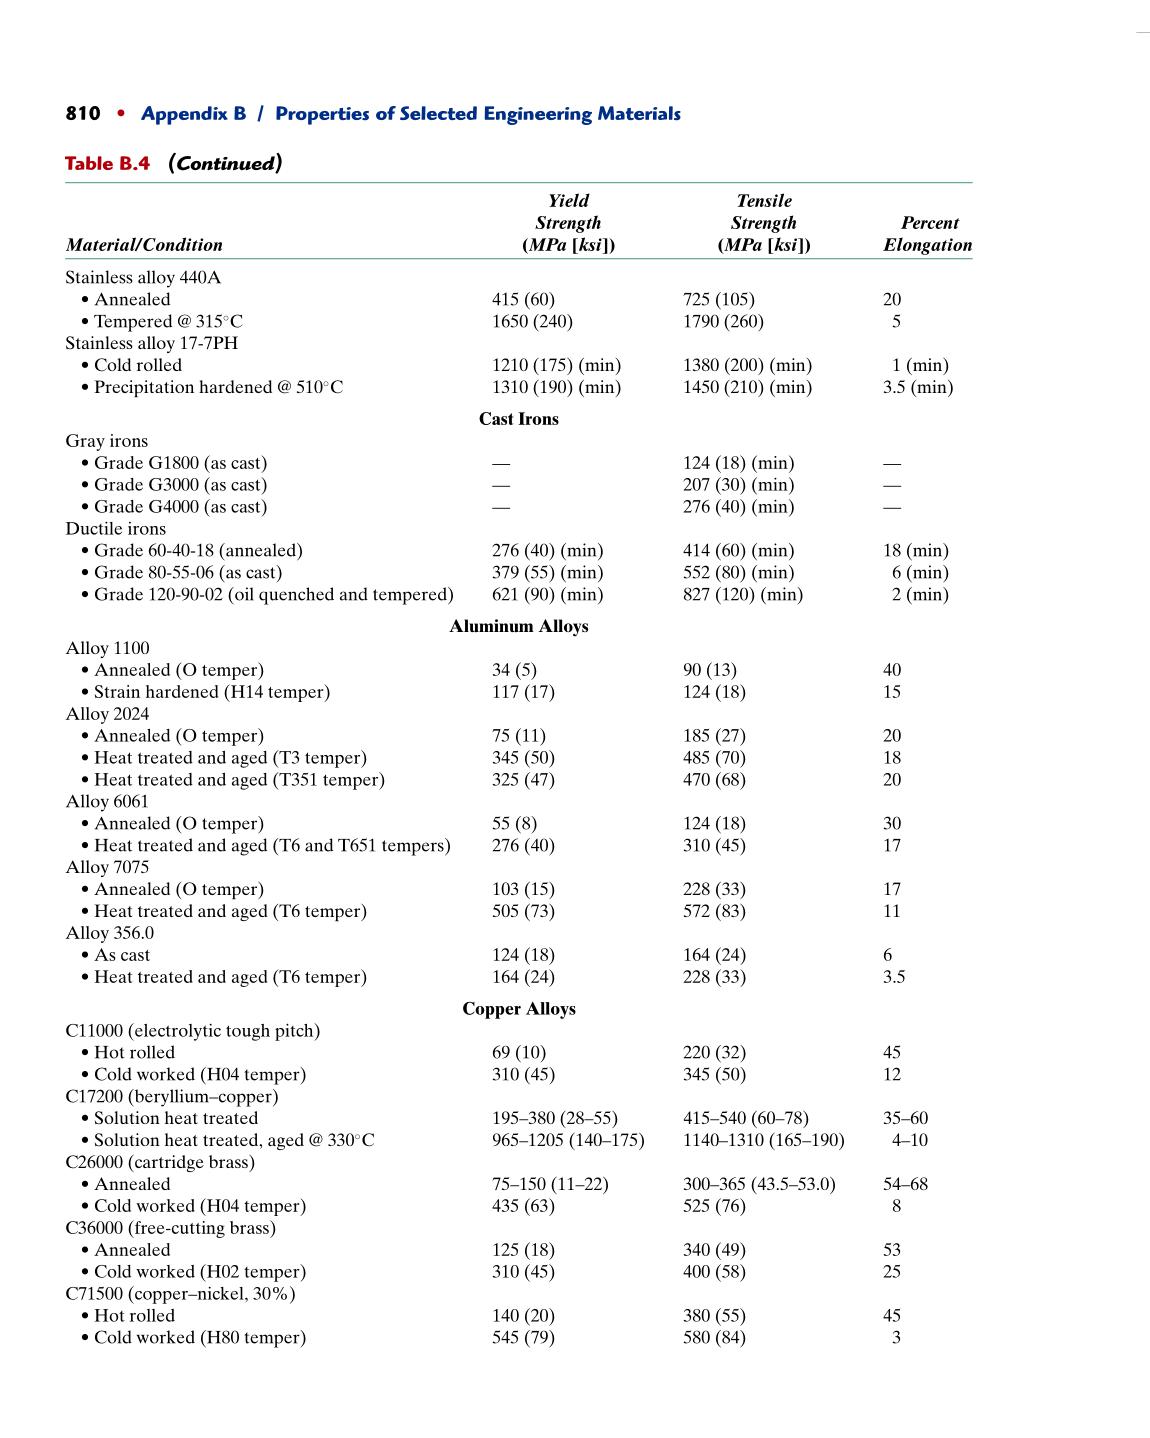 810 • Appendix B / Properties of Selected Engineering Materials
Table B.4 (Continued)
Yield Tensile
Strength Strength Percent
Material/Condition (MPa [ksi]) (MPa [ksi]) Elongation
Stainless alloy 440A
• Annealed 415 (60) 725 (105) 20
• Tempered @ 315°C 1650 (240) 1790 (260) 5
Stainless alloy 17-7PH
• Cold rolled 1210 (175) (min) 1380 (200) (min) 1 (min)
• Precipitation hardened @ 510°C 1310 (190) (min) 1450 (210) (min) 3.5 (min)
Cast Irons
Gray irons
• Grade G1800 (as cast) — 124 (18) (min) —
• Grade G3000 (as cast) — 207 (30) (min) —
• Grade G4000 (as cast) — 276 (40) (min) —
Ductile irons
• Grade 60-40-18 (annealed) 276 (40) (min) 414 (60) (min) 18 (min)
• Grade 80-55-06 (as cast) 379 (55) (min) 552 (80) (min) 6 (min)
• Grade 120-90-02 (oil quenched and tempered) 621 (90) (min) 827 (120) (min) 2 (min)
Aluminum Alloys
Alloy 1100
• Annealed (O temper) 34 (5) 90 (13) 40
• Strain hardened (H14 temper) 117 (17) 124 (18) 15
Alloy 2024
• Annealed (O temper) 75 (11) 185 (27) 20
• Heat treated and aged (T3 temper) 345 (50) 485 (70) 18
• Heat treated and aged (T351 temper) 325 (47) 470 (68) 20
Alloy 6061
• Annealed (O temper) 55 (8) 124 (18) 30
• Heat treated and aged (T6 and T651 tempers) 276 (40) 310 (45) 17
Alloy 7075
• Annealed (O temper) 103 (15) 228 (33) 17
• Heat treated and aged (T6 temper) 505 (73) 572 (83) 11
Alloy 356.0
• As cast 124 (18) 164 (24) 6
• Heat treated and aged (T6 temper) 164 (24) 228 (33) 3.5
Copper Alloys
C11000 (electrolytic tough pitch)
• Hot rolled 69 (10) 220 (32) 45
• Cold worked (H04 temper) 310 (45) 345 (50) 12
C17200 (beryllium–copper)
• Solution heat treated 195–380 (28–55) 415–540 (60–78) 35–60
• Solution heat treated, aged @ 330°C 965–1205 (140–175) 1140–1310 (165–190) 4–10
C26000 (cartridge brass)
• Annealed 75–150 (11–22) 300–365 (43.5–53.0) 54–68
• Cold worked (H04 temper) 435 (63) 525 (76) 8
C36000 (free-cutting brass)
• Annealed 125 (18) 340 (49) 53
• Cold worked (H02 temper) 310 (45) 400 (58) 25
C71500 (copper–nickel, 30%)
• Hot rolled 140 (20) 380 (55) 45
• Cold worked (H80 temper) 545 (79) 580 (84) 3